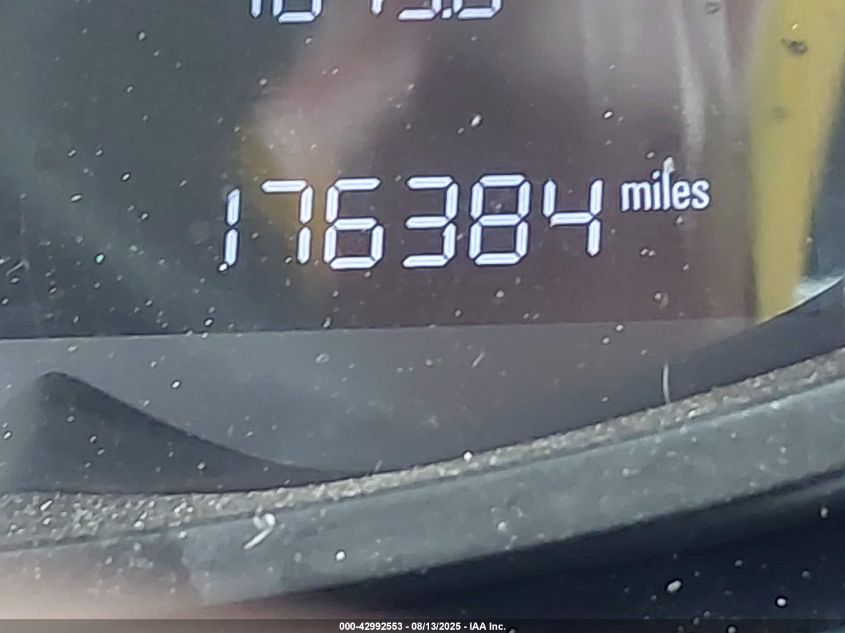 176384 miles
000-42992553 - 08/13/2025 - IAA Inc.